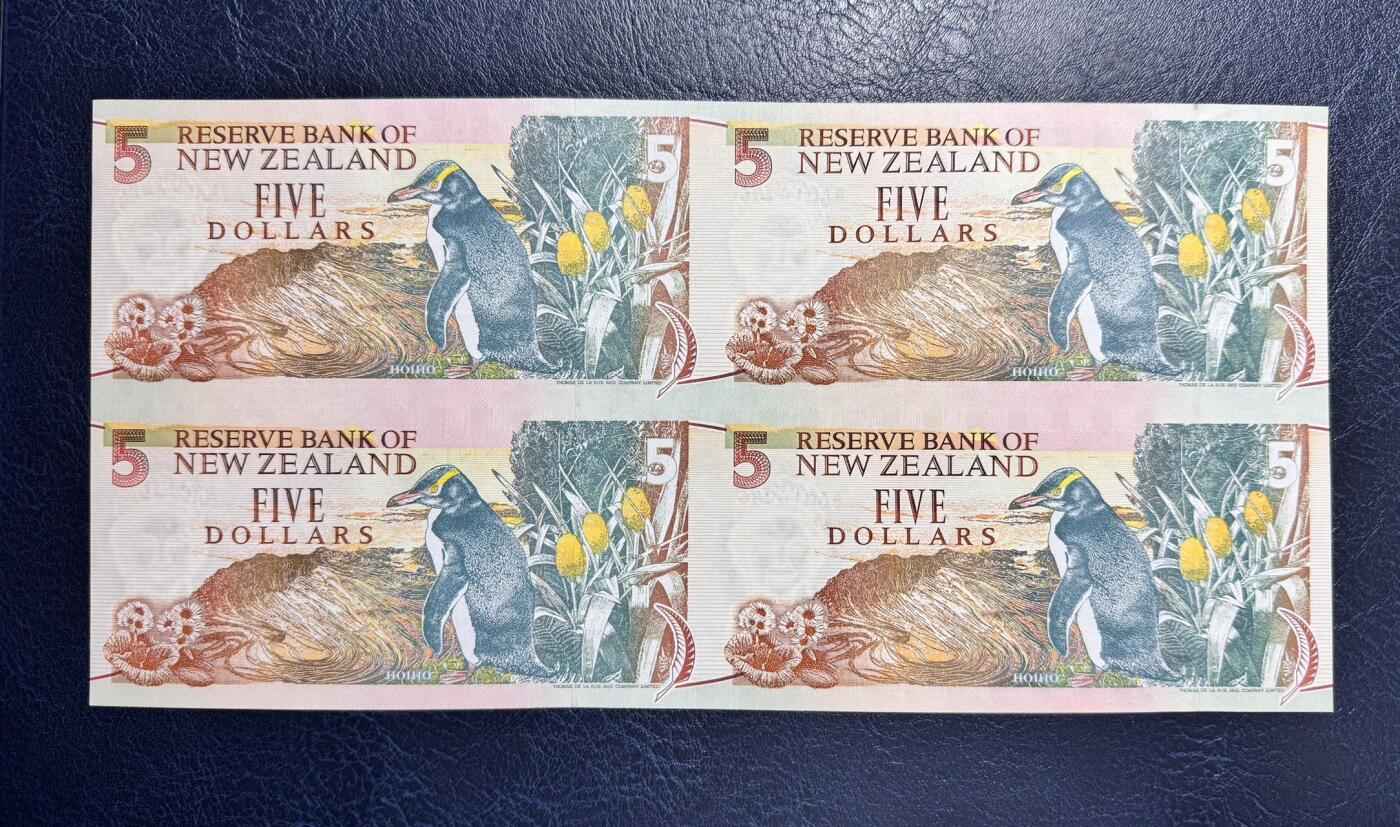 5 RESERVE BANK OF
NEW ZEALAND
5
FIVE
DOLLARS
HOIHO
THOMAS DE LA RUE AND COMPANY LIMITED
5 RESERVE BANK OF
NEW ZEALAND
5
FIVE
DOLLARS
HOIHO
THOMAS DE LA RUE AND COMPANY LIMITED
5 RESERVE BANK OF
NEW ZEALAND
5
FIVE
DOLLARS
HOIHO
THOMAS DE LA RUE AND COMPANY LIMITED
5 RESERVE BANK OF
NEW ZEALAND
5
FIVE
DOLLARS
HOIHO
THOMAS DE LA RUE AND COMPANY LIMITED